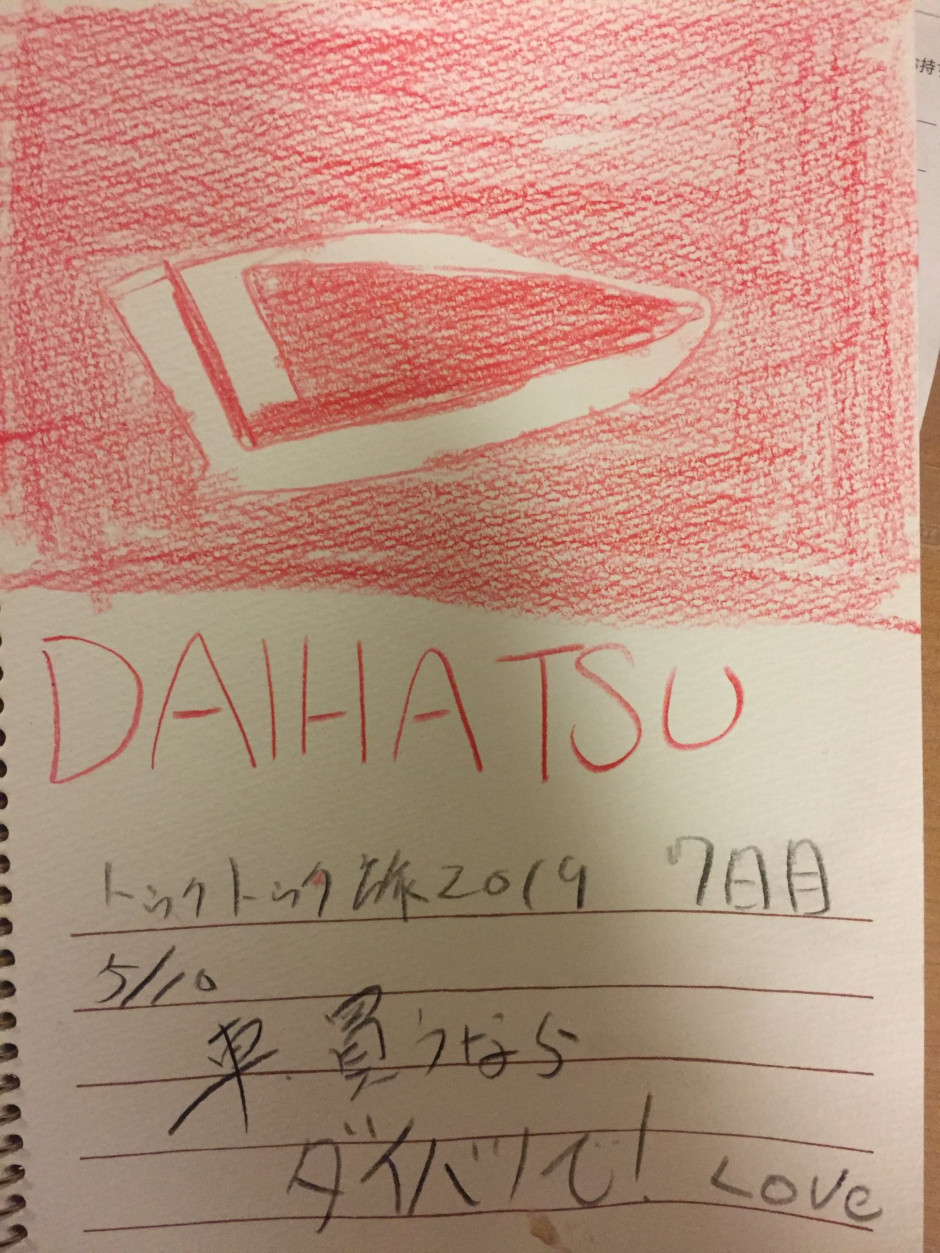 DAIHATSU
トゥクトゥク旅2019 7日目
5/10
車買うなら
ダイハツで! Love